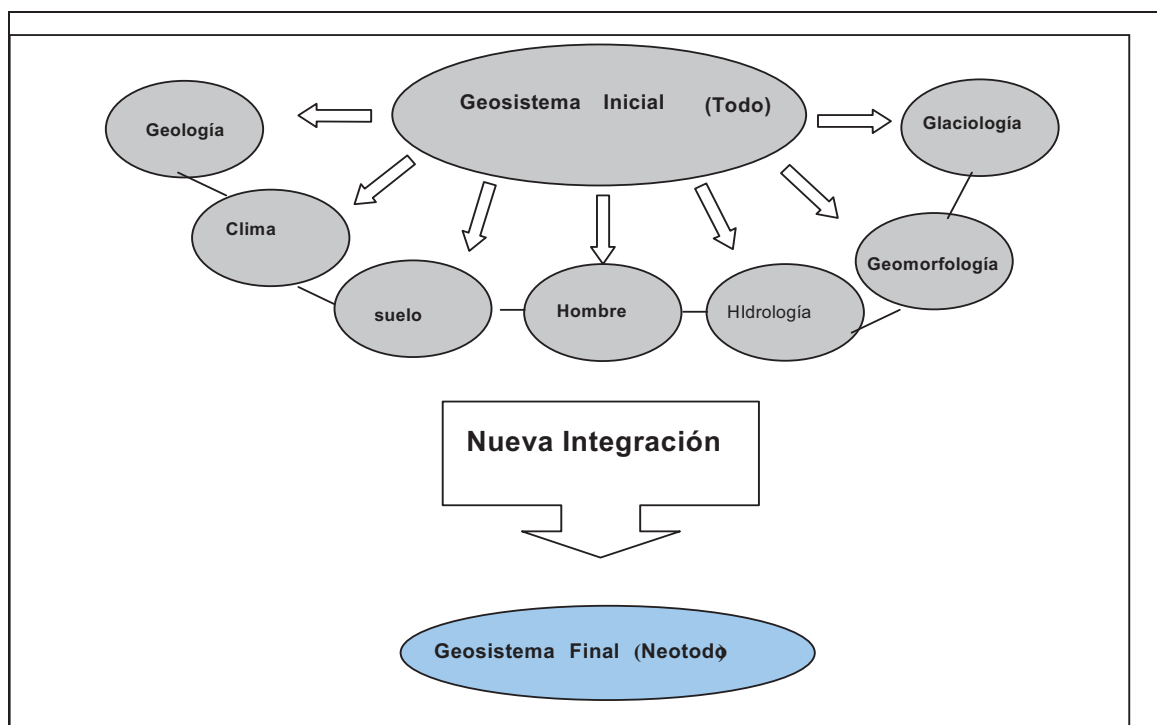 Geosistema Inicial (Todo)
Geología
Glaciología
Clima
Geomorfología
suelo
Hombre
HIdrología
Nueva Integración
Geosistema Final (Neotodo)